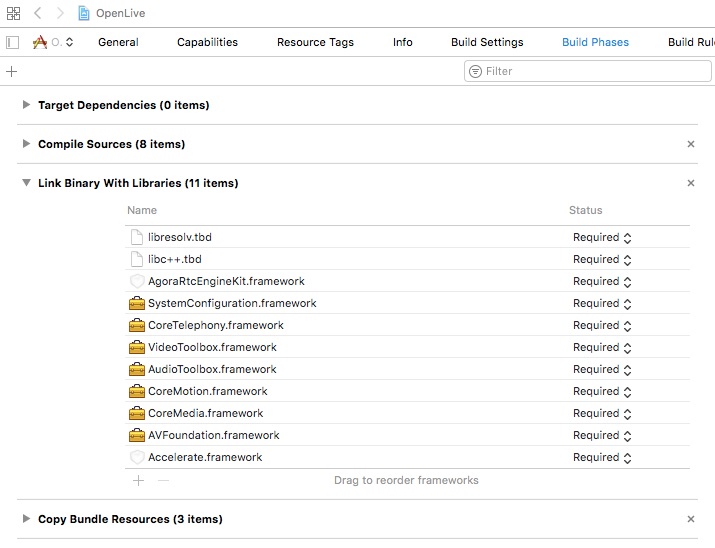 OpenLive
O. General Capabilities Resource Tags Info Build Settings Build Phases Build Rul
Filter
Target Dependencies (0 items)
Compile Sources (8 items)
Link Binary With Libraries (11 items)
Name Status
libresolv.tbd Required
libc++.tbd Required
AgoraRtcEngineKit.framework Required
SystemConfiguration.framework Required
CoreTelephony.framework Required
VideoToolbox.framework Required
AudioToolbox.framework Required
CoreMotion.framework Required
CoreMedia.framework Required
AVFoundation.framework Required
Accelerate.framework Required
Drag to reorder frameworks
Copy Bundle Resources (3 items)